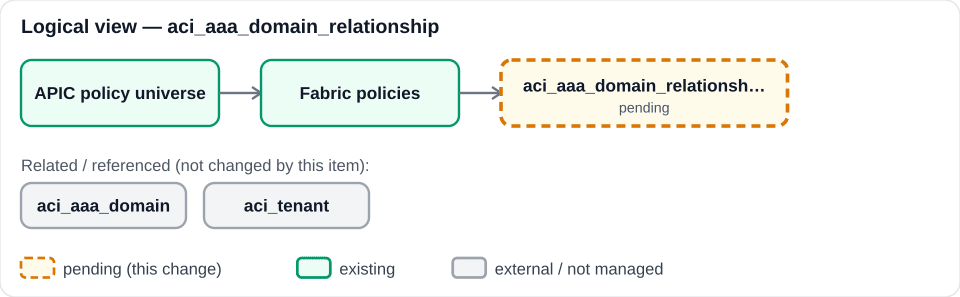 Logical view — aci_aaa_domain_relationship
APIC policy universe
Fabric policies
aci_aaa_domain_relationsh…
pending
Related / referenced (not changed by this item):
aci_aaa_domain
aci_tenant
pending (this change)
existing
external / not managed